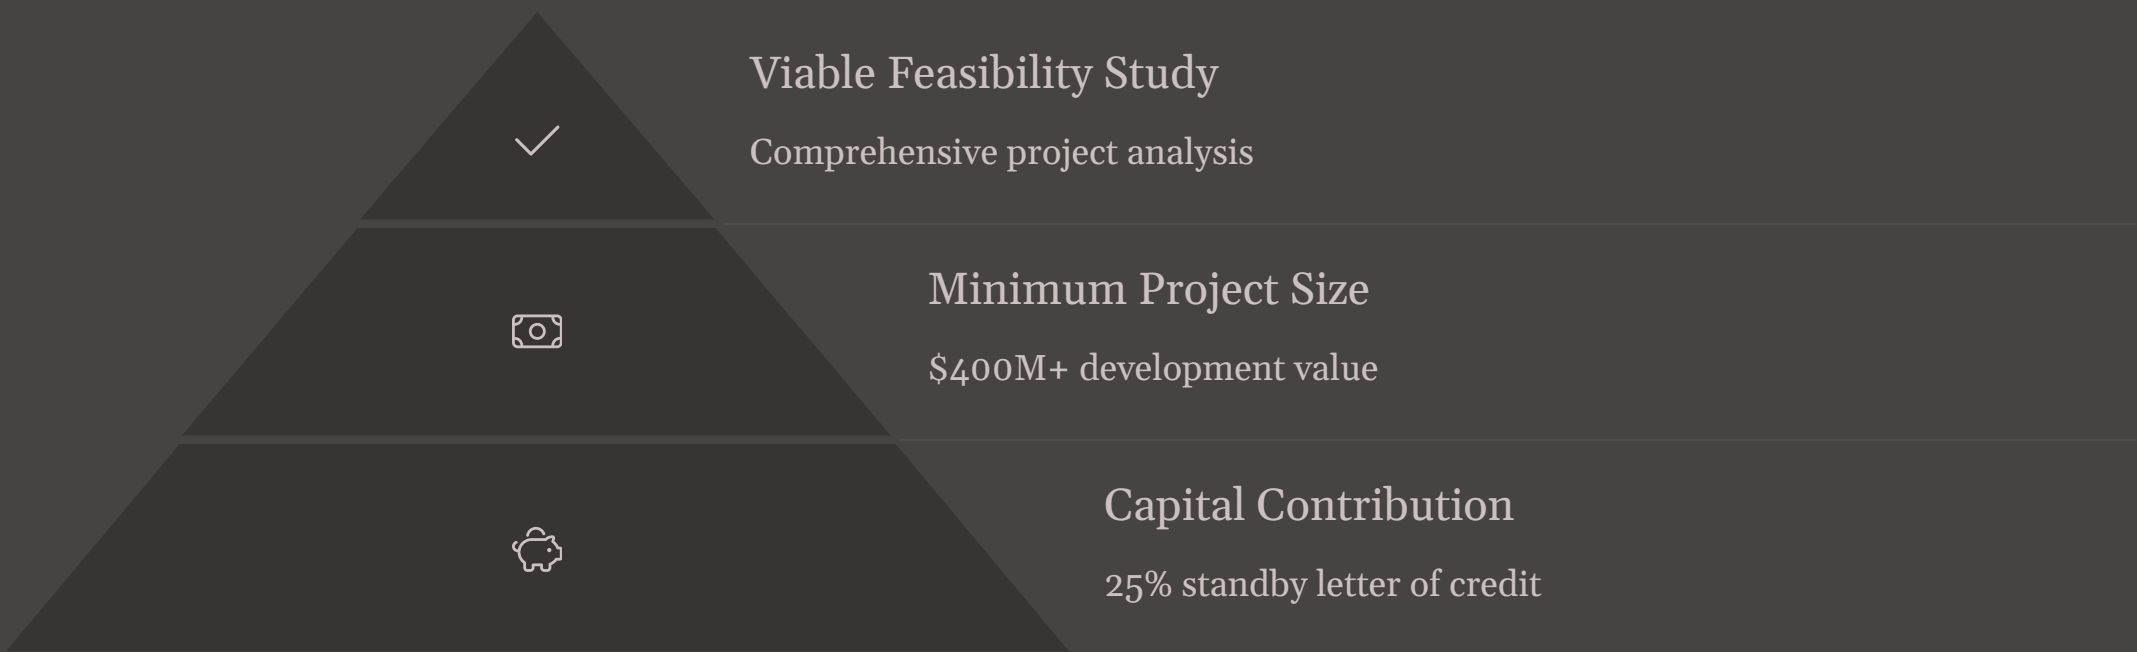 Viable Feasibility Study
Comprehensive project analysis
Minimum Project Size
$400M+ development value
Capital Contribution
25% standby letter of credit